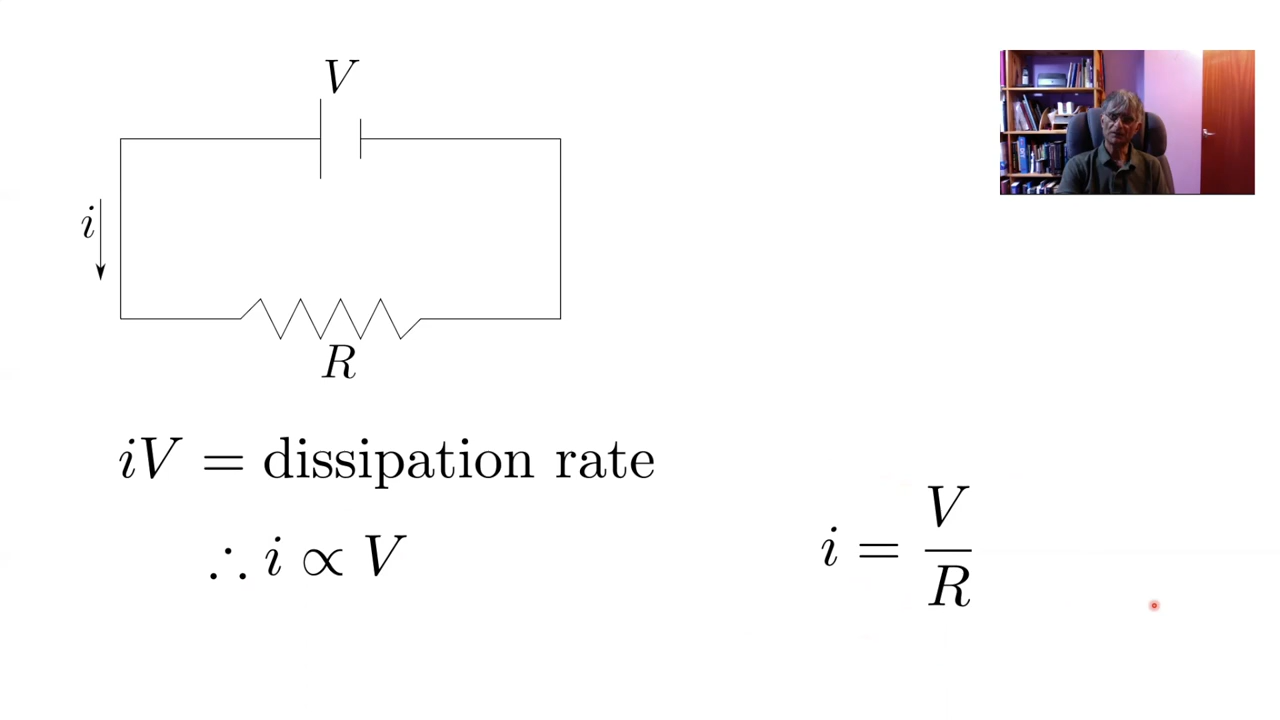 V
i
R
iV = dissipation rate
∴ i ∝ V
i = V/R